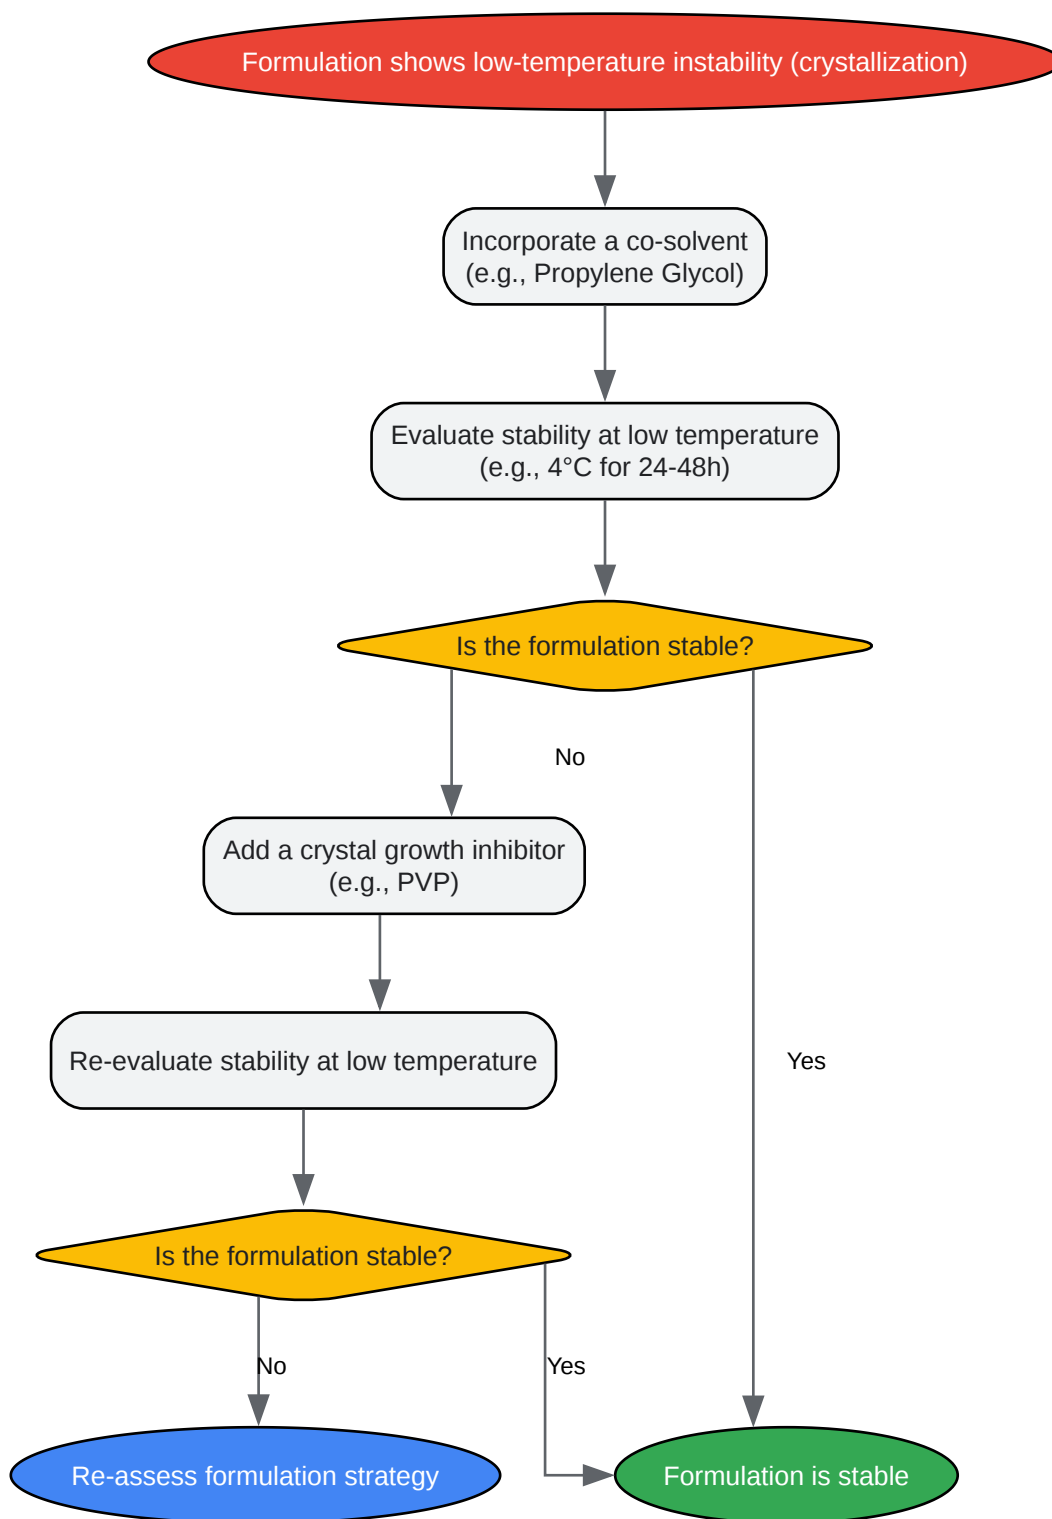 Formulation shows low-temperature instability (crystallization)
Incorporate a co-solvent
(e.g., Propylene Glycol)
Evaluate stability at low temperature
(e.g., 4°C for 24-48h)
Is the formulation stable?
No
Add a crystal growth inhibitor
(e.g., PVP)
Re-evaluate stability at low temperature
Yes
Is the formulation stable?
No
Yes
Re-assess formulation strategy
Formulation is stable